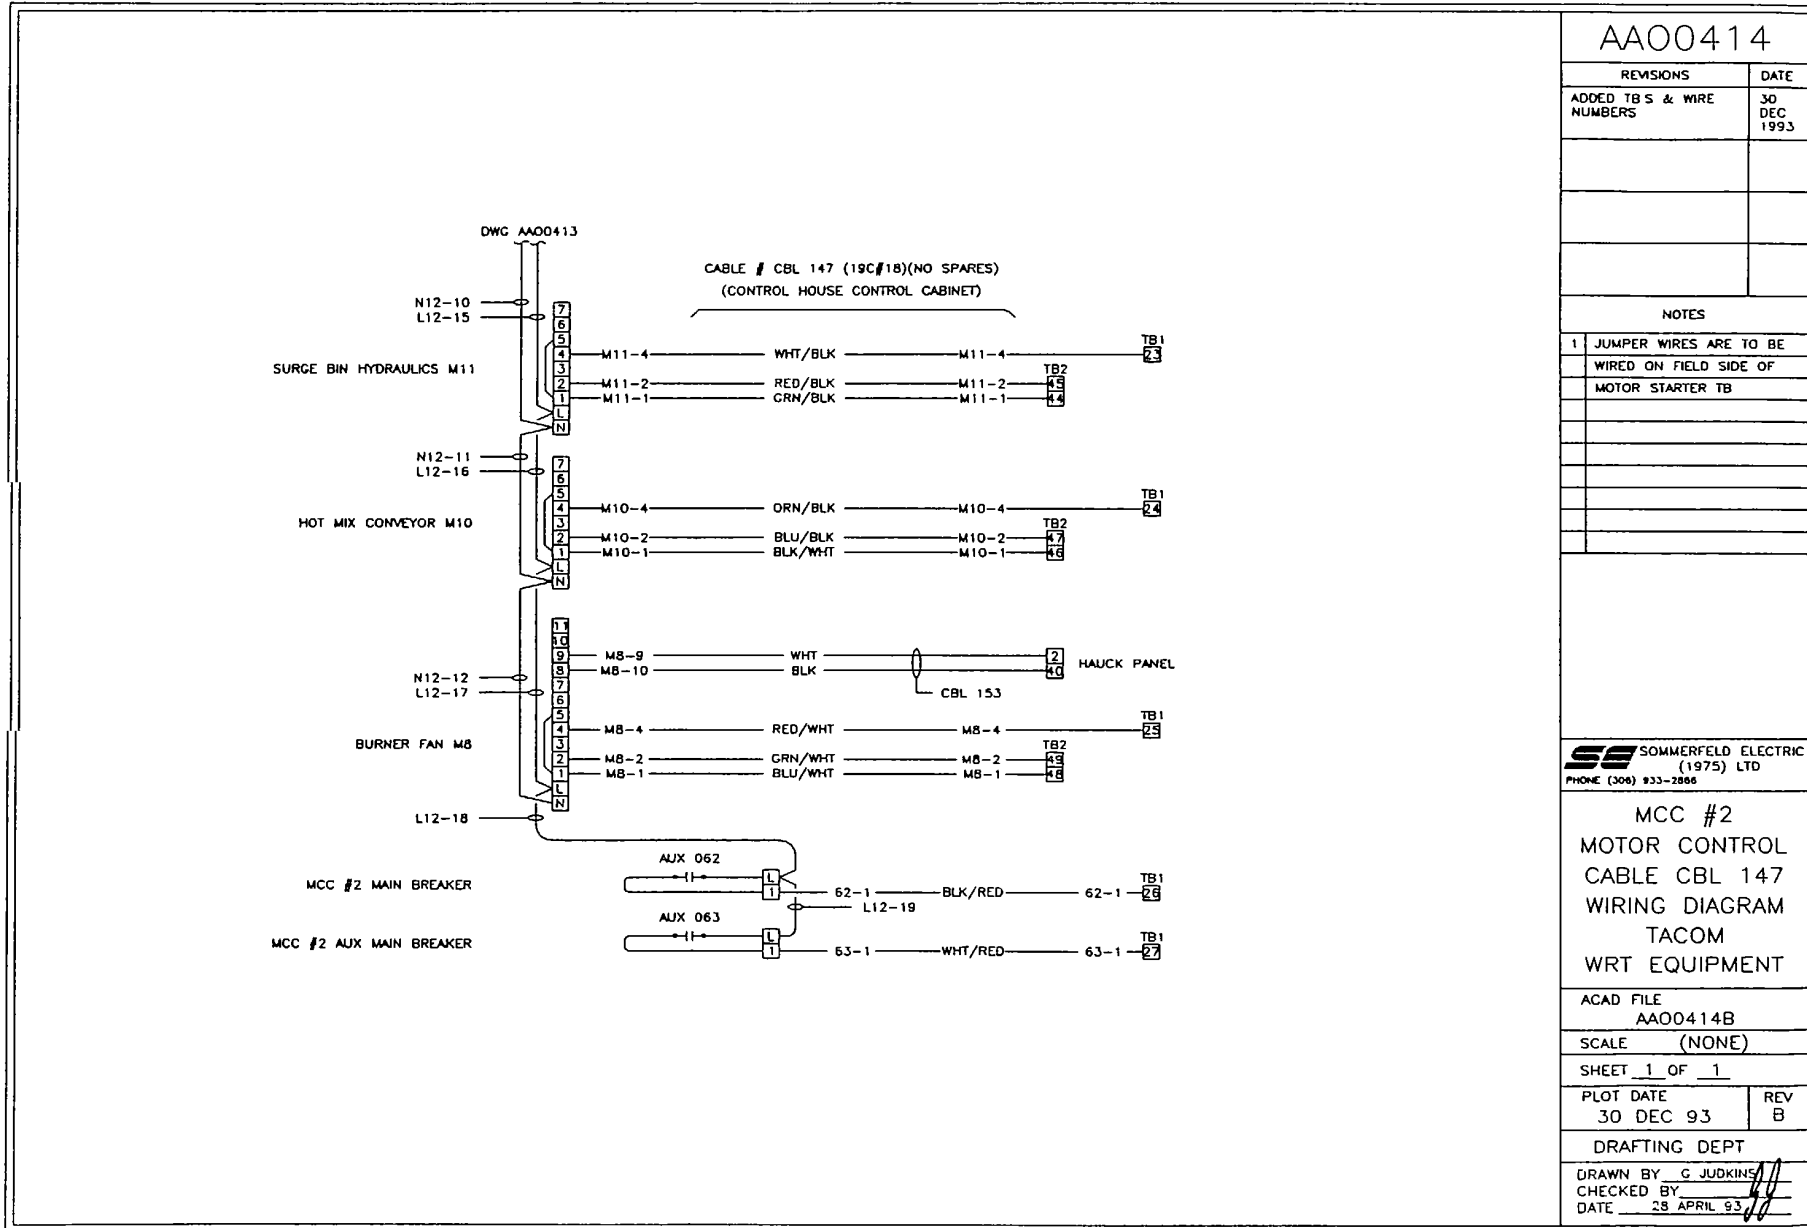 AA00414
REVISIONS DATE
ADDED TB S & WIRE NUMBERS 30 DEC 1993
NOTES
1 JUMPER WIRES ARE TO BE
WIRED ON FIELD SIDE OF
MOTOR STARTER TB
DWG AA00413
CABLE # CBL 147 (19C#18)(NO SPARES)
(CONTROL HOUSE CONTROL CABINET)
N12-10
L12-15
SURGE BIN HYDRAULICS M11
7
6
5
4 M11-4 WHT/BLK M11-4 TB1 23
3
2 M11-2 RED/BLK M11-2 TB2 45
1 M11-1 GRN/BLK M11-1 44
L
N
N12-11
L12-16
HOT MIX CONVEYOR M10
7
6
5
4 M10-4 ORN/BLK M10-4 TB1 24
3
2 M10-2 BLU/BLK M10-2 TB2 47
1 M10-1 BLK/WHT M10-1 46
L
N
11
10
9 M8-9 WHT 2
8 M8-10 BLK 40
HAUCK PANEL
CBL 153
N12-12
L12-17
7
6
5
4 M8-4 RED/WHT M8-4 TB1 25
BURNER FAN M8
3
2 M8-2 GRN/WHT M8-2 TB2 49
1 M8-1 BLU/WHT M8-1 48
L
N
L12-18
AUX 062
MCC #2 MAIN BREAKER
L
1 62-1 BLK/RED 62-1 TB1 26
L12-19
AUX 063
MCC #2 AUX MAIN BREAKER
L
1 63-1 WHT/RED 63-1 TB1 27
SE SOMMERFELD ELECTRIC
(1975) LTD
PHONE (306) 933-2866
MCC #2
MOTOR CONTROL
CABLE CBL 147
WIRING DIAGRAM
TACOM
WRT EQUIPMENT
ACAD FILE
AA00414B
SCALE (NONE)
SHEET 1 OF 1
PLOT DATE REV
30 DEC 93 B
DRAFTING DEPT
DRAWN BY G JUDKINS
CHECKED BY
DATE 28 APRIL 93